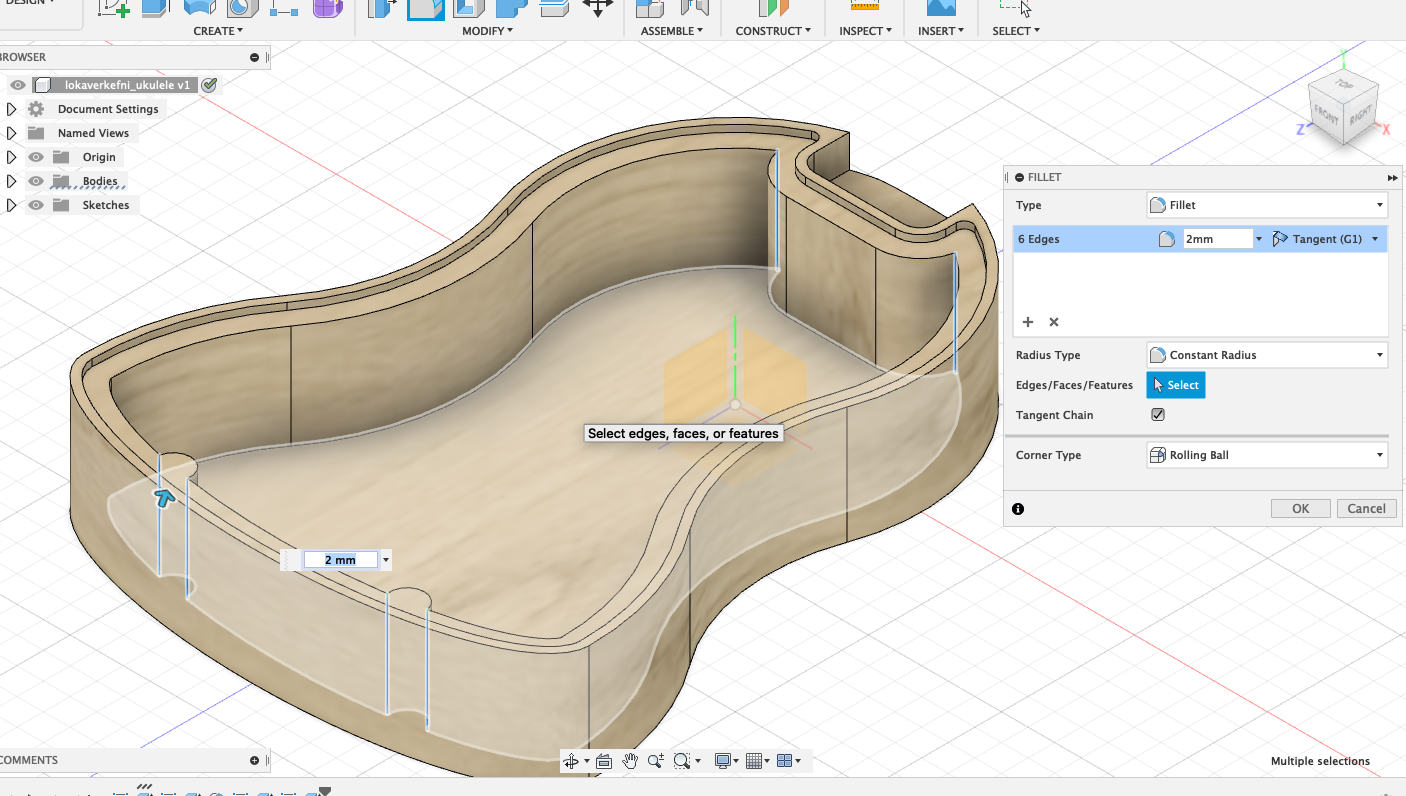 DESIGN
CREATE MODIFY ASSEMBLE CONSTRUCT INSPECT INSERT SELECT
BROWSER
lokaverkefni_ukulele v1
Document Settings
Named Views
Origin
Bodies
Sketches
TOP
FRONT
RIGHT
Y
Z
X
FILLET
Type Fillet
6 Edges 2mm Tangent (G1)
Radius Type Constant Radius
Edges/Faces/Features Select
Tangent Chain
Corner Type Rolling Ball
OK Cancel
Select edges, faces, or features
2 mm
COMMENTS
Multiple selections